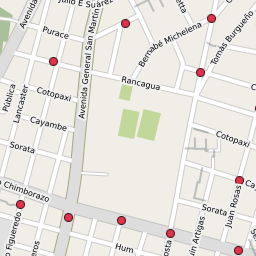 Julio E Suárez
Purace
Avenida
Pública
Lancaster
Cotopaxi
Cayambe
Sorata
Avenida General San Martín
Bernabé Michelena
Tomás Burgueño
Rancagua
Cotopaxi
Chimborazo
Figueredo
Hum
Sorata
Juan Rosas
Artigas
osta